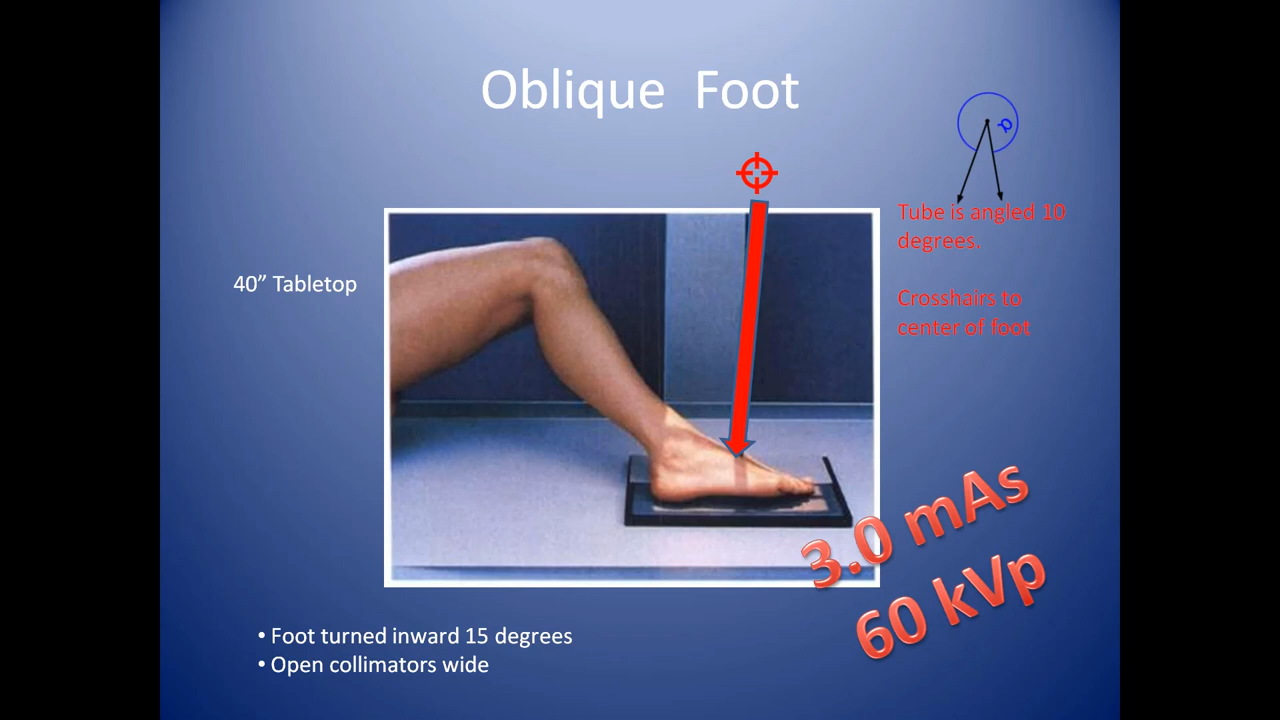 Oblique  Foot
Tube is angled 10
degrees.
Crosshairs to
center of foot
40” Tabletop
3.0 mAs
60 kVp
• Foot turned inward 15 degrees
• Open collimators wide